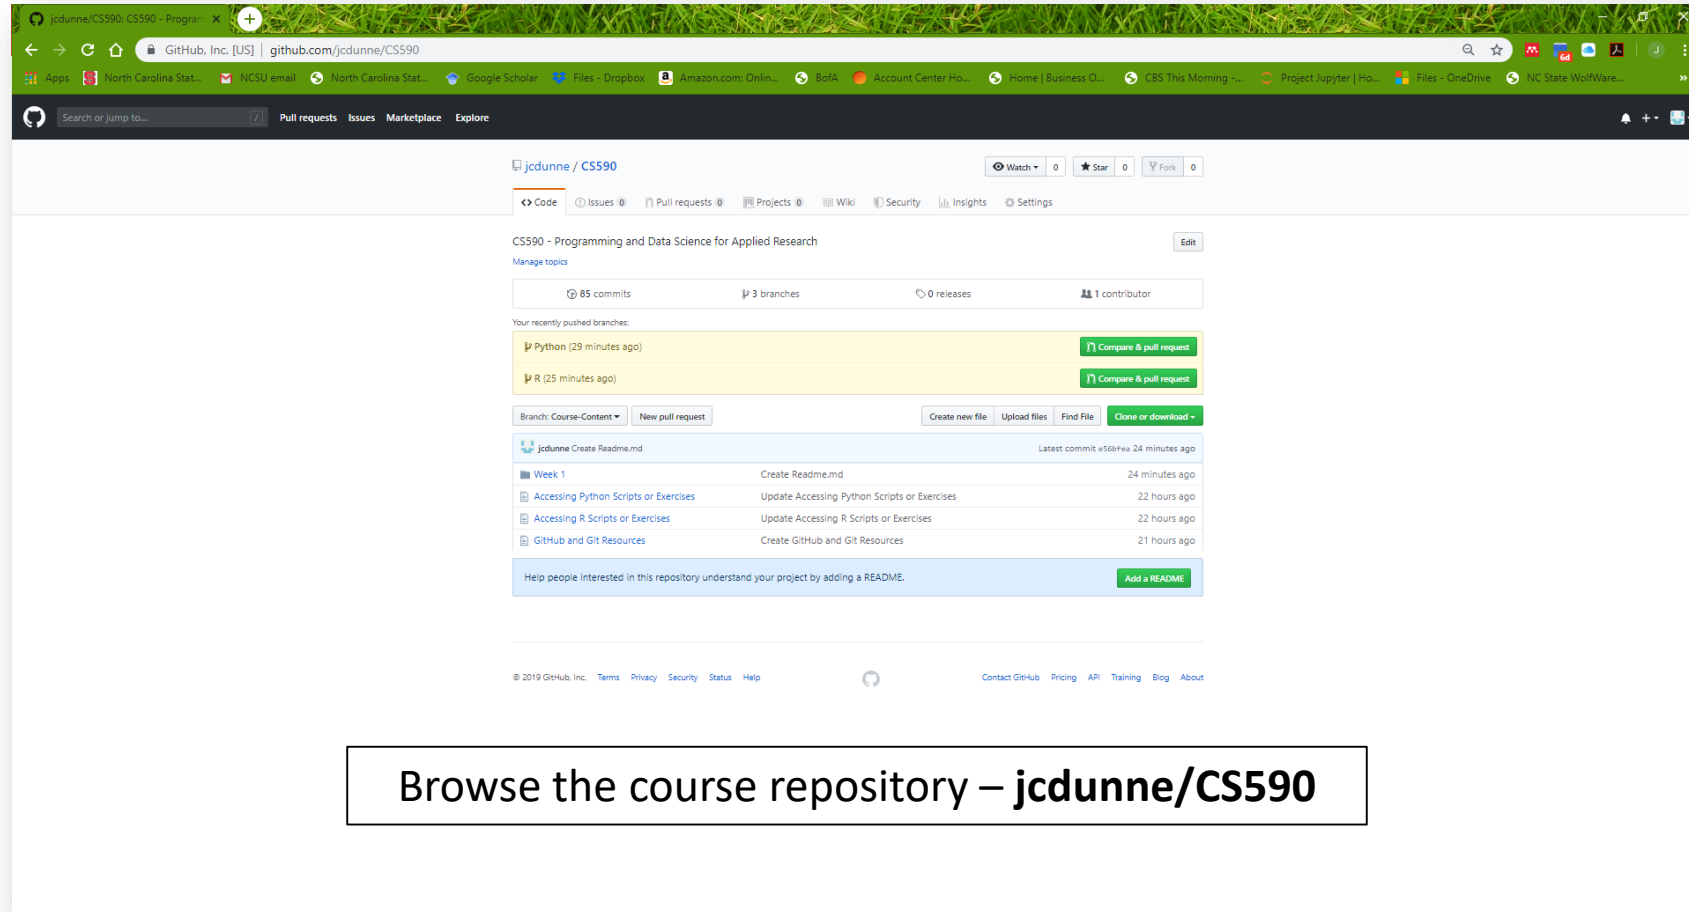 jcdunne/CS590: CS590 - Program
GitHub, Inc. [US] | github.com/jcdunne/CS590
6d J
Apps North Carolina Stat... NCSU email North Carolina Stat... Google Scholar Files - Dropbox Amazon.com: Onlin... BofA Account Center Ho... Home | Business O... CBS This Morning -... Project Jupyter | Ho... Files - OneDrive NC State WolfWare... »
Search or jump to... / Pull requests Issues Marketplace Explore
jcdunne / CS590 Watch 0 Star 0 Fork 0
Code Issues 0 Pull requests 0 Projects 0 Wiki Security Insights Settings
CS590 - Programming and Data Science for Applied Research Edit
Manage topics
85 commits 3 branches 0 releases 1 contributor
Your recently pushed branches:
Python (29 minutes ago) Compare & pull request
R (25 minutes ago) Compare & pull request
Branch: Course-Content New pull request Create new file Upload files Find File Clone or download
jcdunne Create Readme.md Latest commit e56bfea 24 minutes ago
Week 1 Create Readme.md 24 minutes ago
Accessing Python Scripts or Exercises Update Accessing Python Scripts or Exercises 22 hours ago
Accessing R Scripts or Exercises Update Accessing R Scripts or Exercises 22 hours ago
GitHub and Git Resources Create GitHub and Git Resources 21 hours ago
Help people interested in this repository understand your project by adding a README. Add a README
© 2019 GitHub, Inc. Terms Privacy Security Status Help Contact GitHub Pricing API Training Blog About
Browse the course repository – jcdunne/CS590